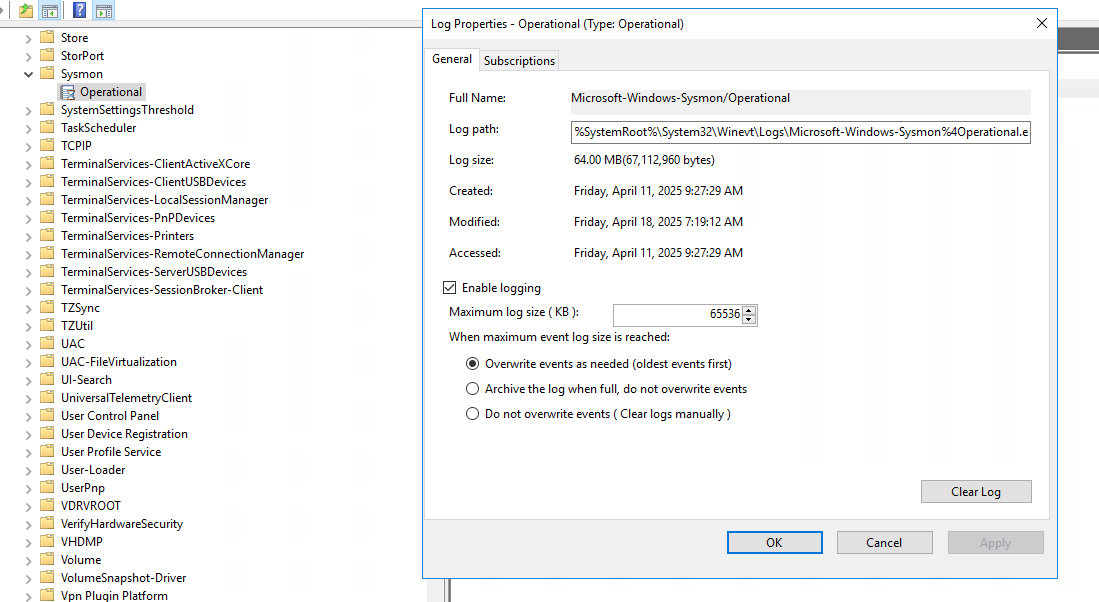 Store
StorPort
Sysmon
Operational
SystemSettingsThreshold
TaskScheduler
TCPIP
TerminalServices-ClientActiveXCore
TerminalServices-ClientUSBDevices
TerminalServices-LocalSessionManager
TerminalServices-PnPDevices
TerminalServices-Printers
TerminalServices-RemoteConnectionManager
TerminalServices-ServerUSBDevices
TerminalServices-SessionBroker-Client
TZSync
TZUtil
UAC
UAC-FileVirtualization
UI-Search
UniversalTelemetryClient
User Control Panel
User Device Registration
User Profile Service
User-Loader
UserPnp
VDRVROOT
VerifyHardwareSecurity
VHDMP
Volume
VolumeSnapshot-Driver
Vpn Plugin Platform
Log Properties - Operational (Type: Operational)
General Subscriptions
Full Name: Microsoft-Windows-Sysmon/Operational
Log path: %SystemRoot%\System32\Winevt\Logs\Microsoft-Windows-Sysmon%4Operational.e
Log size: 64.00 MB(67,112,960 bytes)
Created: Friday, April 11, 2025 9:27:29 AM
Modified: Friday, April 18, 2025 7:19:12 AM
Accessed: Friday, April 11, 2025 9:27:29 AM
Enable logging
Maximum log size ( KB ): 65536
When maximum event log size is reached:
Overwrite events as needed (oldest events first)
Archive the log when full, do not overwrite events
Do not overwrite events ( Clear logs manually )
Clear Log
OK Cancel Apply